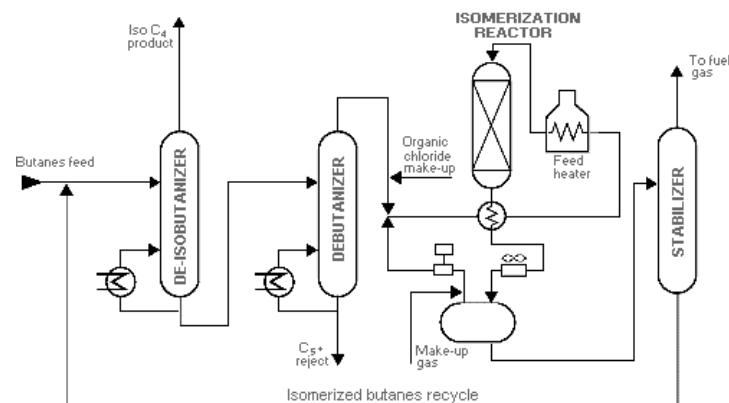 ISOMERIZATION
REACTOR
Iso C₄
product
To fuel
gas
Butanes feed
Organic
chloride
make-up
Feed
heater
DE-ISOBUTANIZER
DEBUTANIZER
STABILIZER
C₅+
reject
Make-up
gas
Isomerized butanes recycle